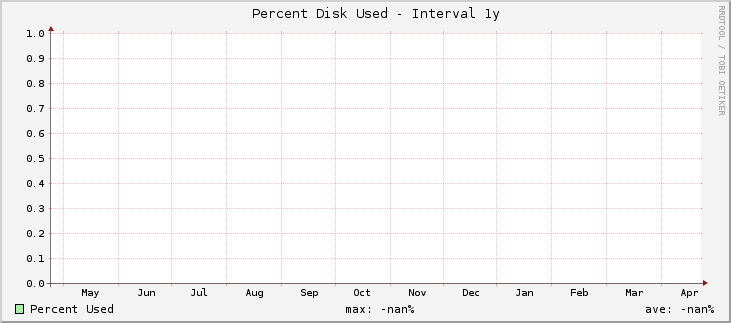 Percent Disk Used - Interval 1y
RRDTOOL / TOBI OETIKER
1.0
0.9
0.8
0.7
0.6
0.5
0.4
0.3
0.2
0.1
0.0
May Jun Jul Aug Sep Oct Nov Dec Jan Feb Mar Apr
Percent Used max: -nan% ave: -nan%